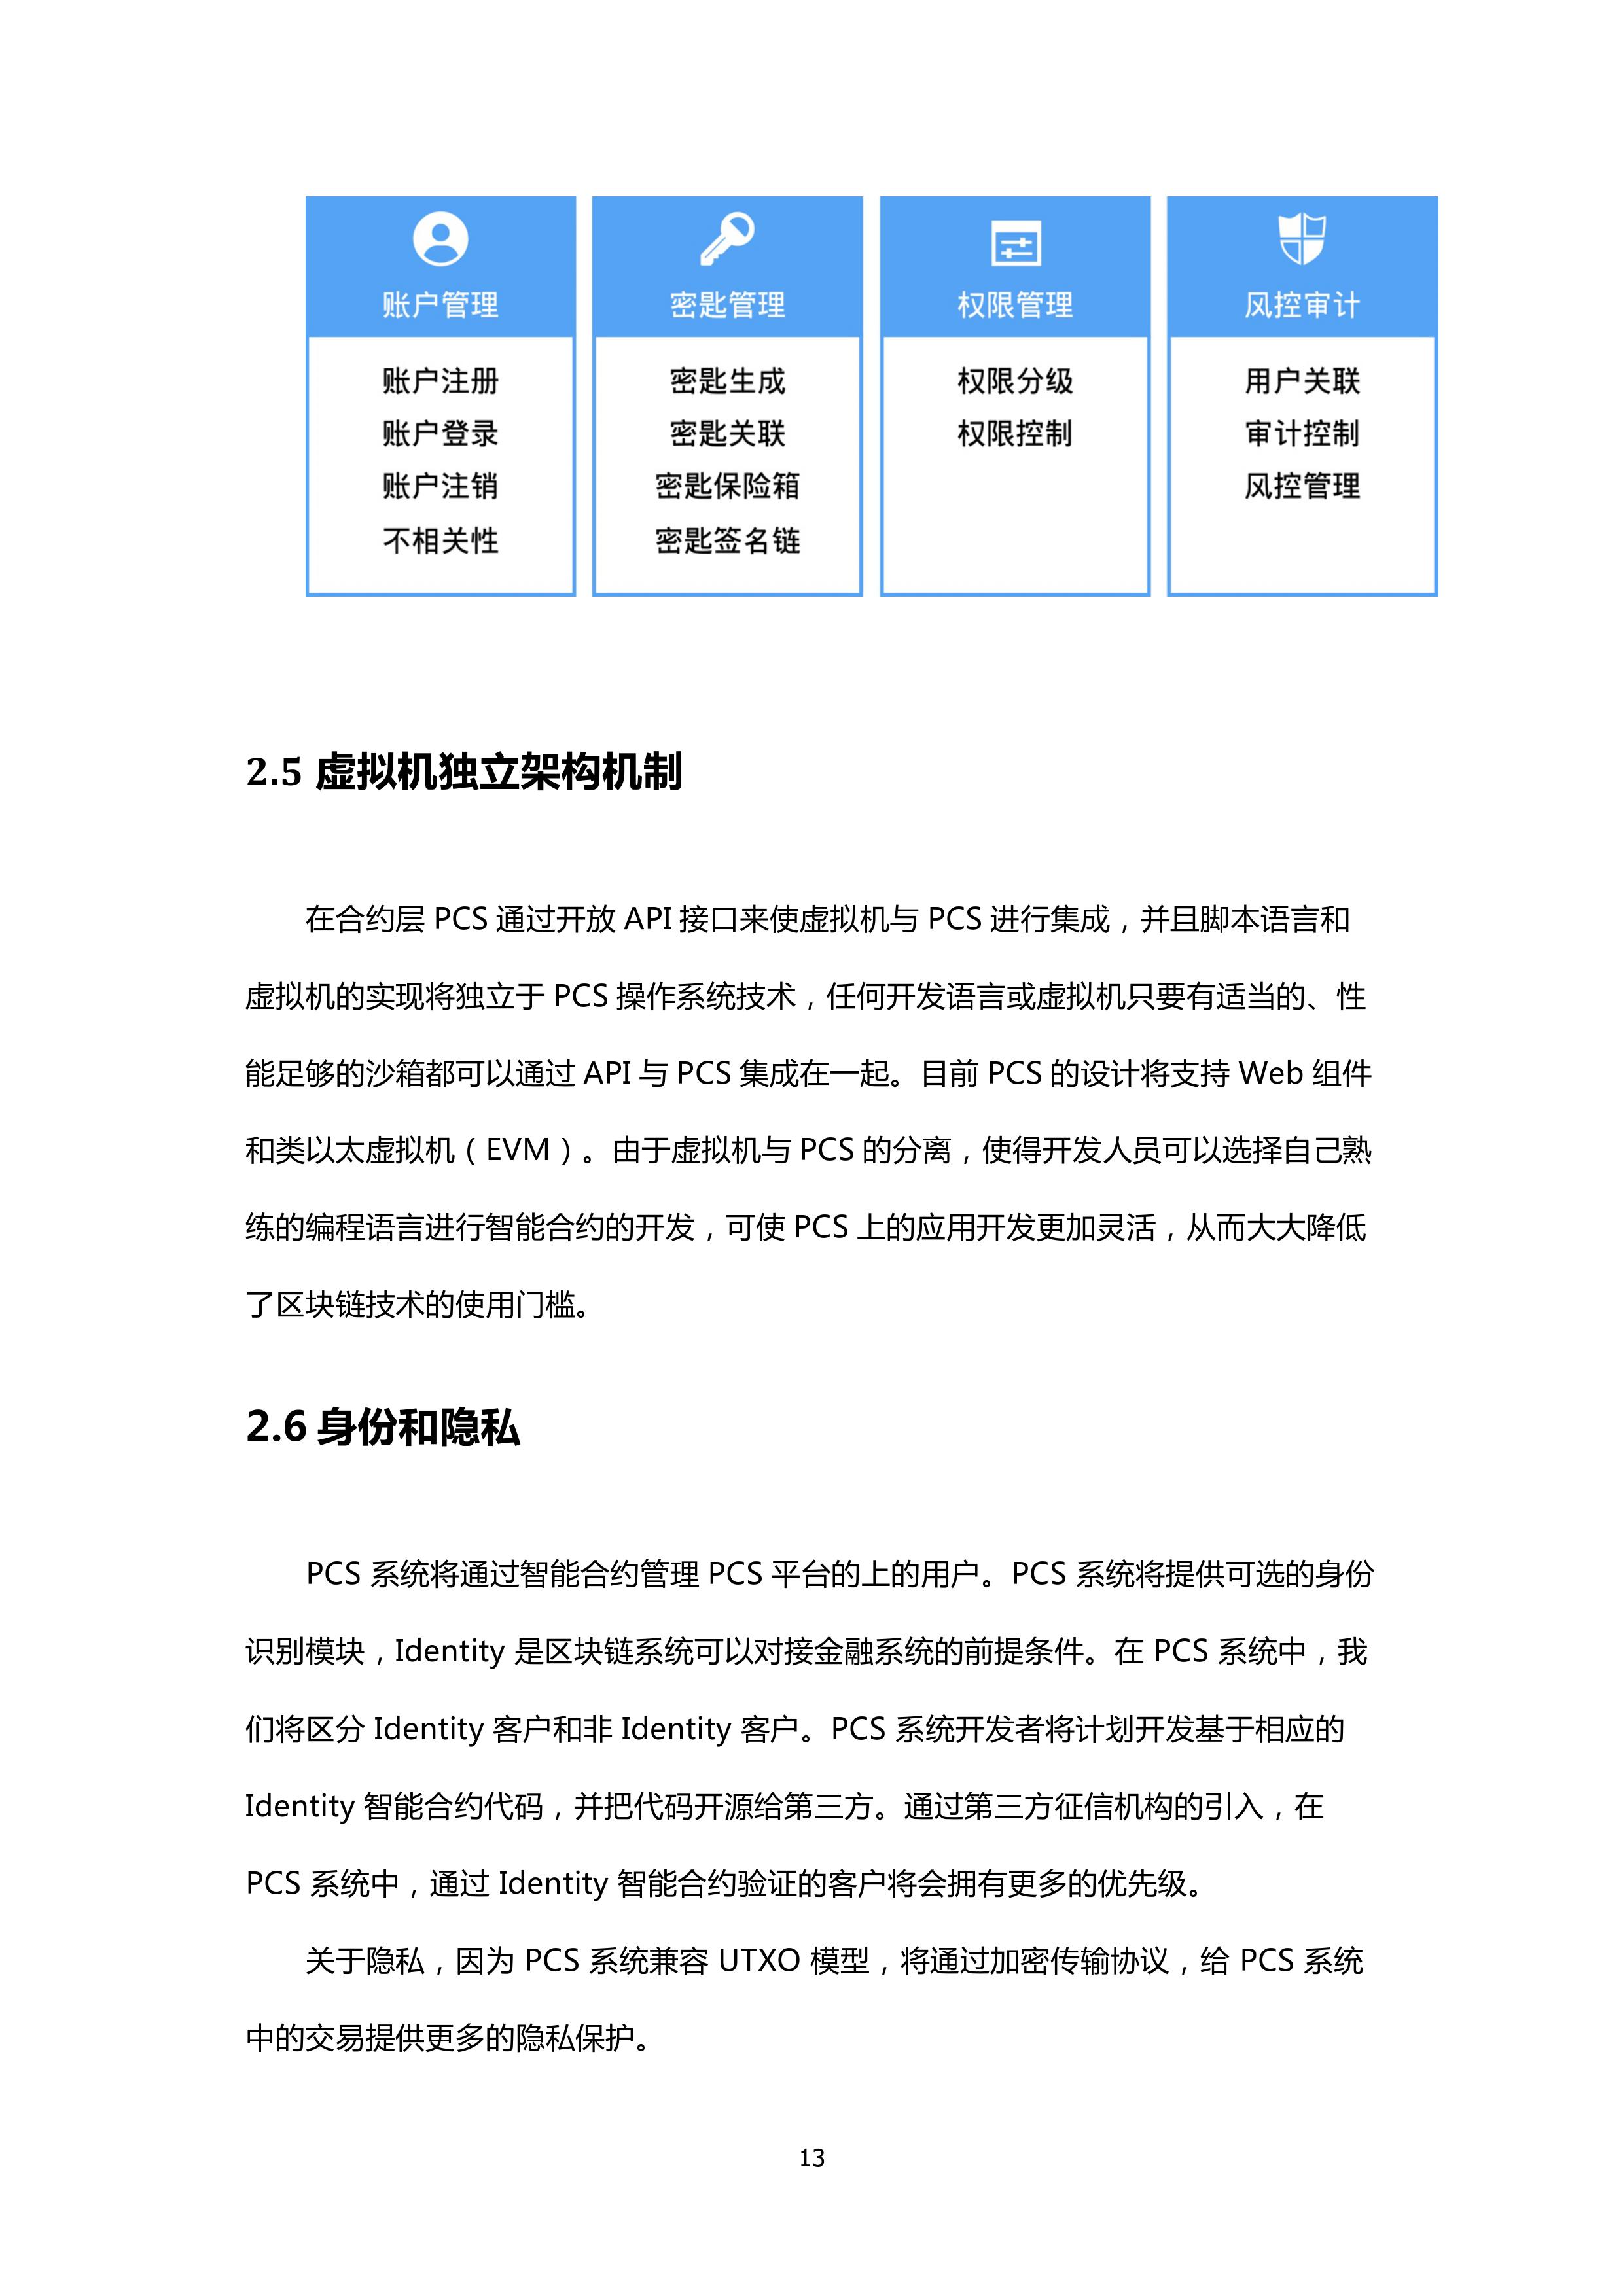 账户管理
账户注册
账户登录
账户注销
不相关性
密匙管理
密匙生成
密匙关联
密匙保险箱
密匙签名链
权限管理
权限分级
权限控制
风控审计
用户关联
审计控制
风控管理
2.5 虚拟机独立架构机制
在合约层 PCS 通过开放 API 接口来使虚拟机与 PCS 进行集成，并且脚本语言和
虚拟机的实现将独立于 PCS 操作系统技术，任何开发语言或虚拟机只要有适当的、性
能足够的沙箱都可以通过 API 与 PCS 集成在一起。目前 PCS 的设计将支持 Web 组件
和类以太虚拟机（EVM）。由于虚拟机与 PCS 的分离，使得开发人员可以选择自己熟
练的编程语言进行智能合约的开发，可使 PCS 上的应用开发更加灵活，从而大大降低
了区块链技术的使用门槛。
2.6 身份和隐私
PCS 系统将通过智能合约管理 PCS 平台的上的用户。PCS 系统将提供可选的身份
识别模块，Identity 是区块链系统可以对接金融系统的前提条件。在 PCS 系统中，我
们将区分 Identity 客户和非 Identity 客户。PCS 系统开发者将计划开发基于相应的
Identity 智能合约代码，并把代码开源给第三方。通过第三方征信机构的引入，在
PCS 系统中，通过 Identity 智能合约验证的客户将会拥有更多的优先级。
关于隐私，因为 PCS 系统兼容 UTXO 模型，将通过加密传输协议，给 PCS 系统
中的交易提供更多的隐私保护。
13